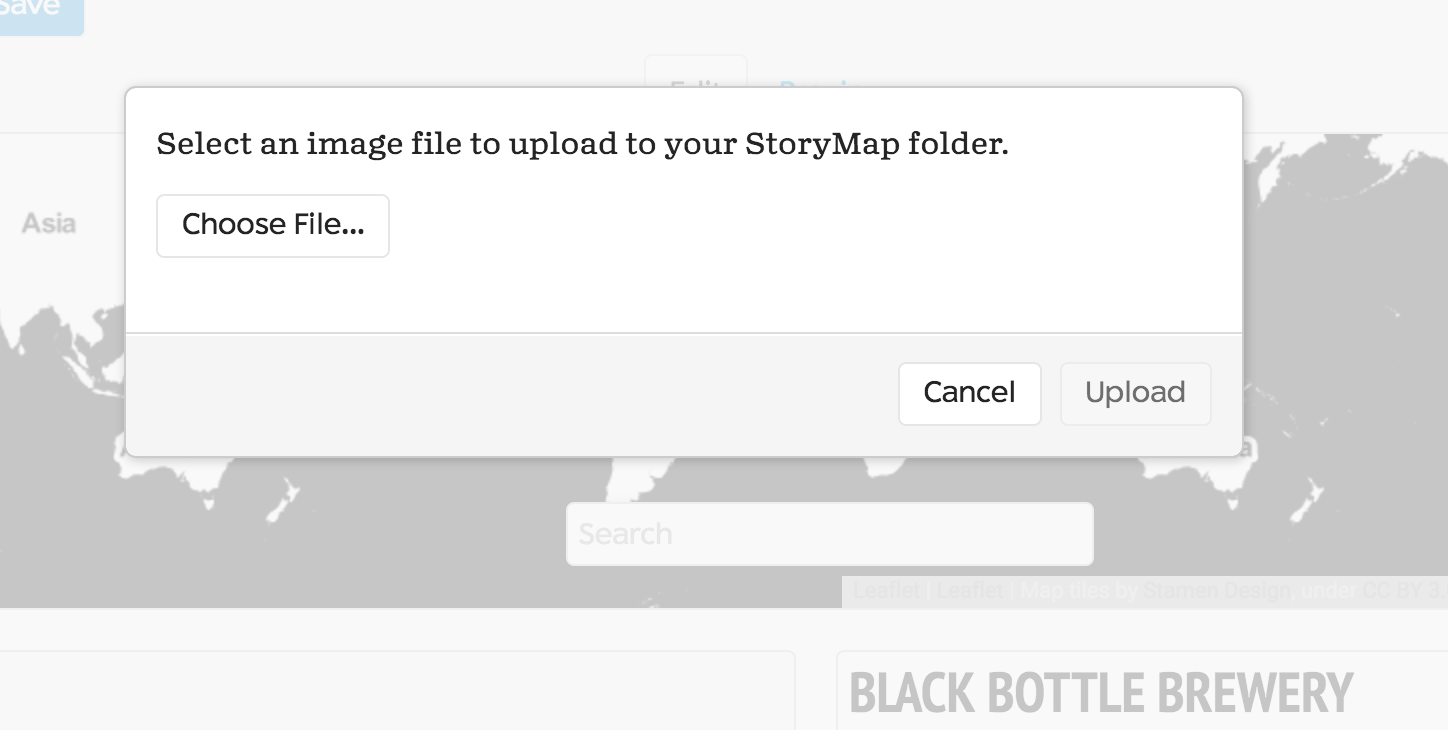 Save
Edit
Asia
Select an image file to upload to your StoryMap folder.
Choose File...
Cancel
Upload
Search
Leaflet | Leaflet | Map tiles by Stamen Design, under CC BY 3.
BLACK BOTTLE BREWERY